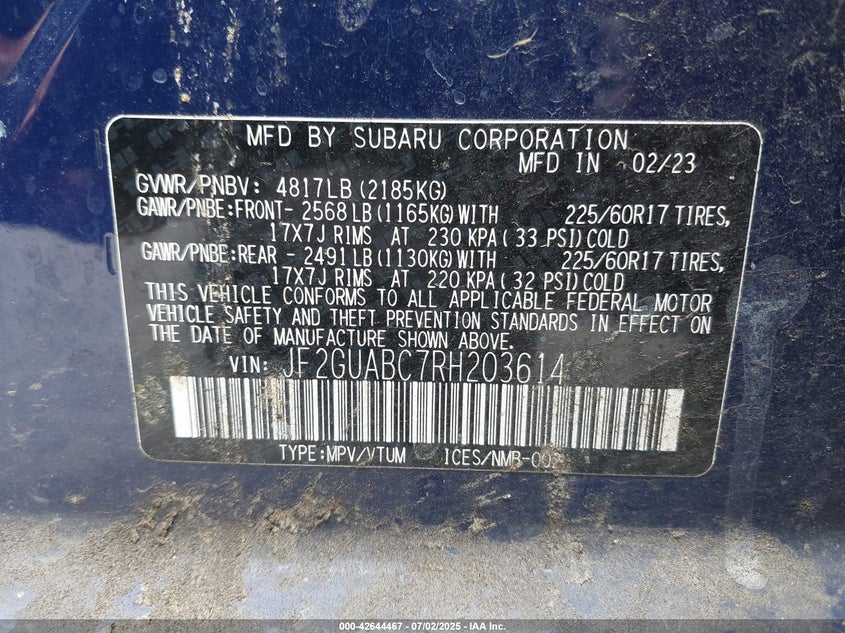 MFD BY SUBARU CORPORATION
MFD IN 02/23
GVWR/PNBV: 4817LB (2185KG)
GAWR/PNBE:FRONT- 2568LB (1165KG)WITH 225/60R17 TIRES,
17X7J RIMS AT 230 KPA( 33 PSI)COLD
GAWR/PNBE:REAR - 2491LB (1130KG)WITH 225/60R17 TIRES,
17X7J RIMS AT 220 KPA( 32 PSI)COLD
THIS VEHICLE CONFORMS TO ALL APPLICABLE FEDERAL MOTOR
VEHICLE SAFETY AND THEFT PREVENTION STANDARDS IN EFFECT ON
THE DATE OF MANUFACTURE SHOWN ABOVE.
VIN: JF2GUABC7RH203614
TYPE:MPV/VTUM ICES/NMB-002
000-42644467 - 07/02/2025 - IAA Inc.